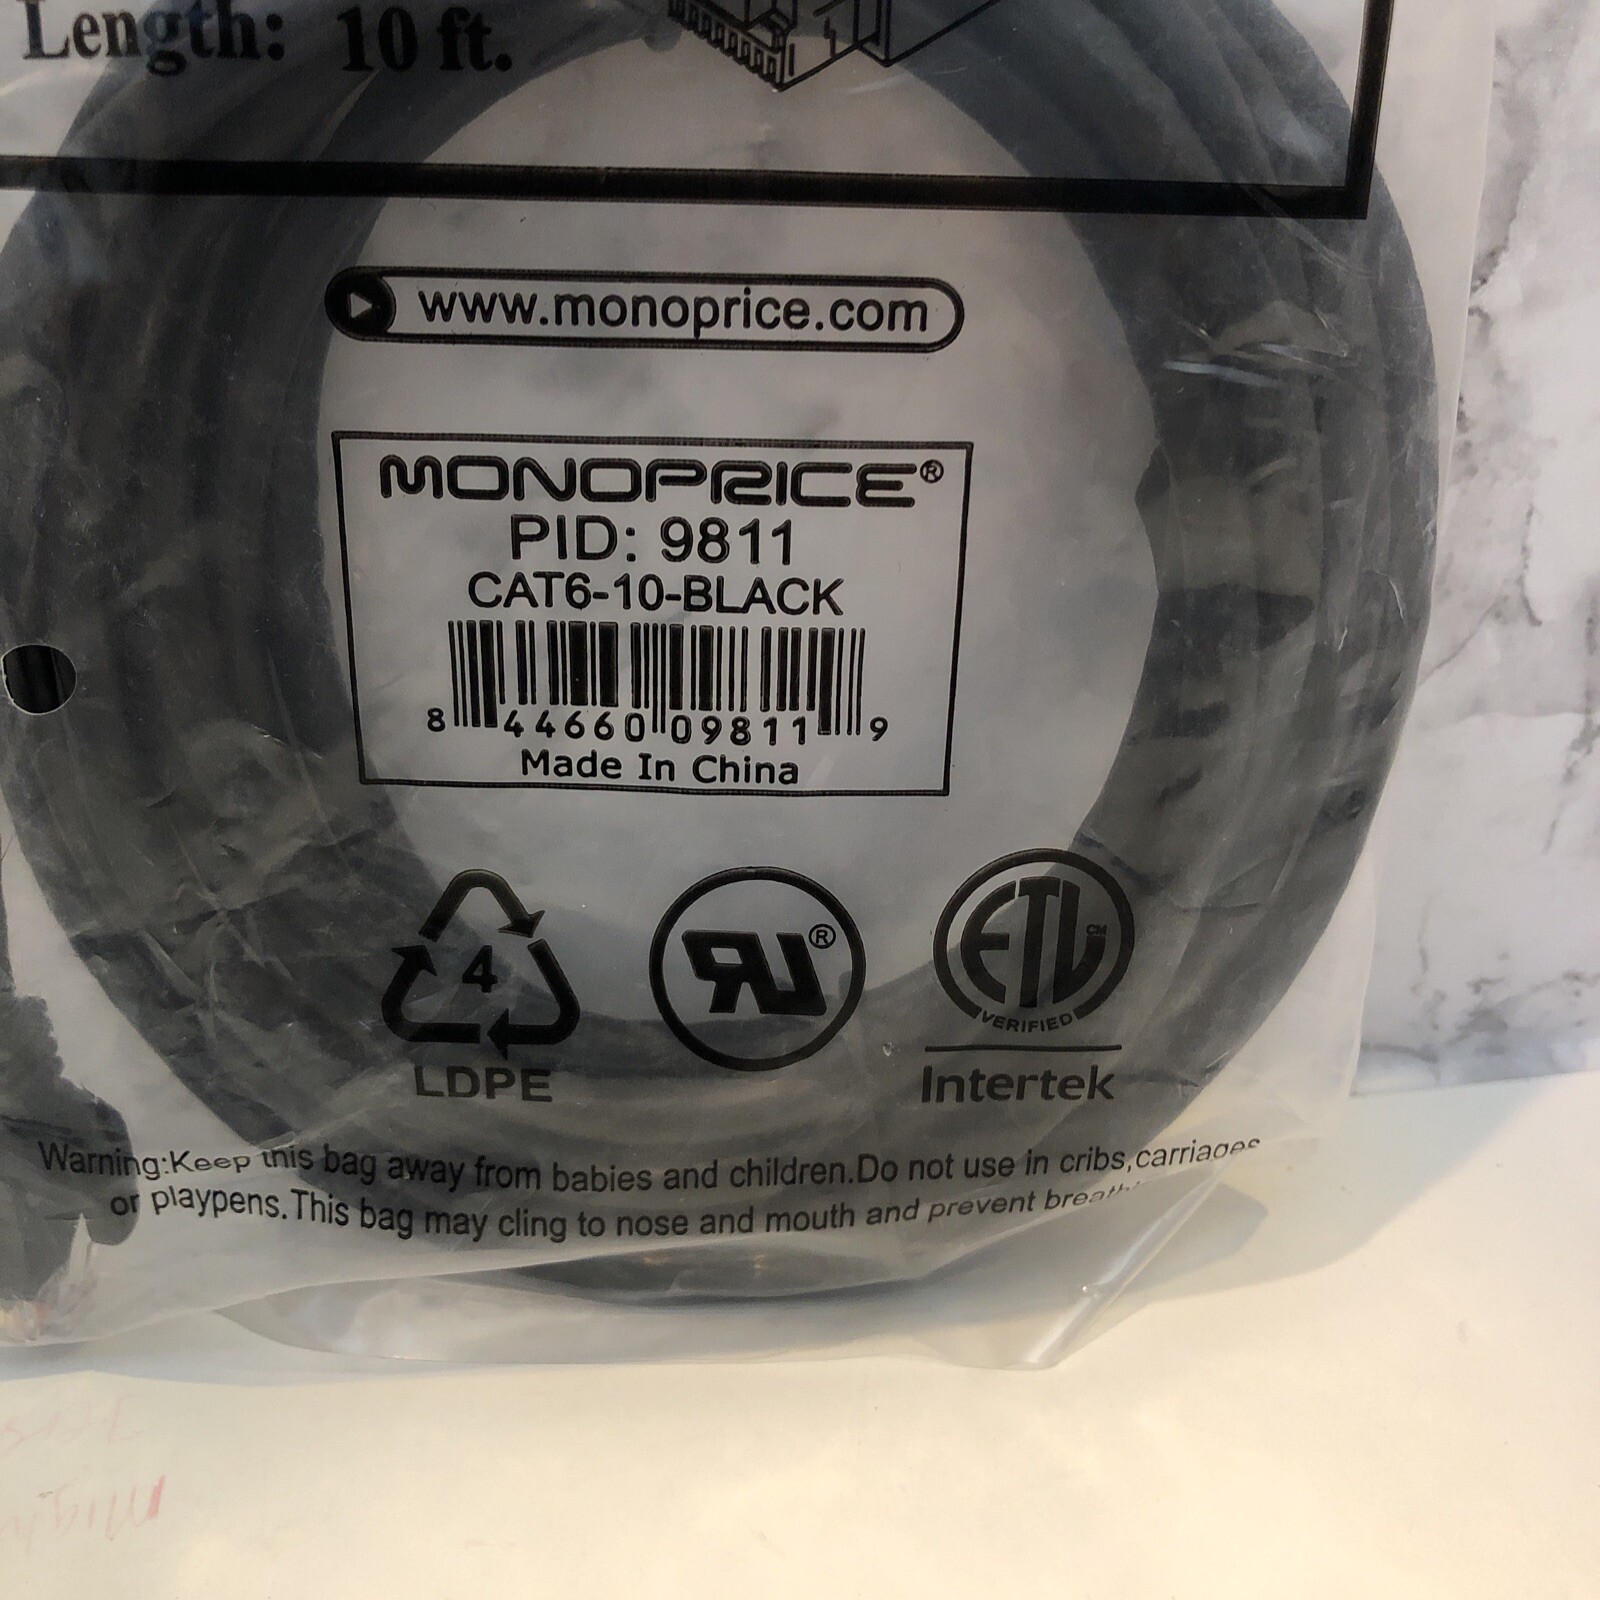 Length: 10 ft.
www.monoprice.com
MONOPRICE®
PID: 9811
CAT6-10-BLACK
8 44660 09811 9
Made In China
4
LDPE
RU®
ETL CM
VERIFIED
Intertek
Warning:Keep this bag away from babies and children.Do not use in cribs,carriages
or playpens.This bag may cling to nose and mouth and prevent